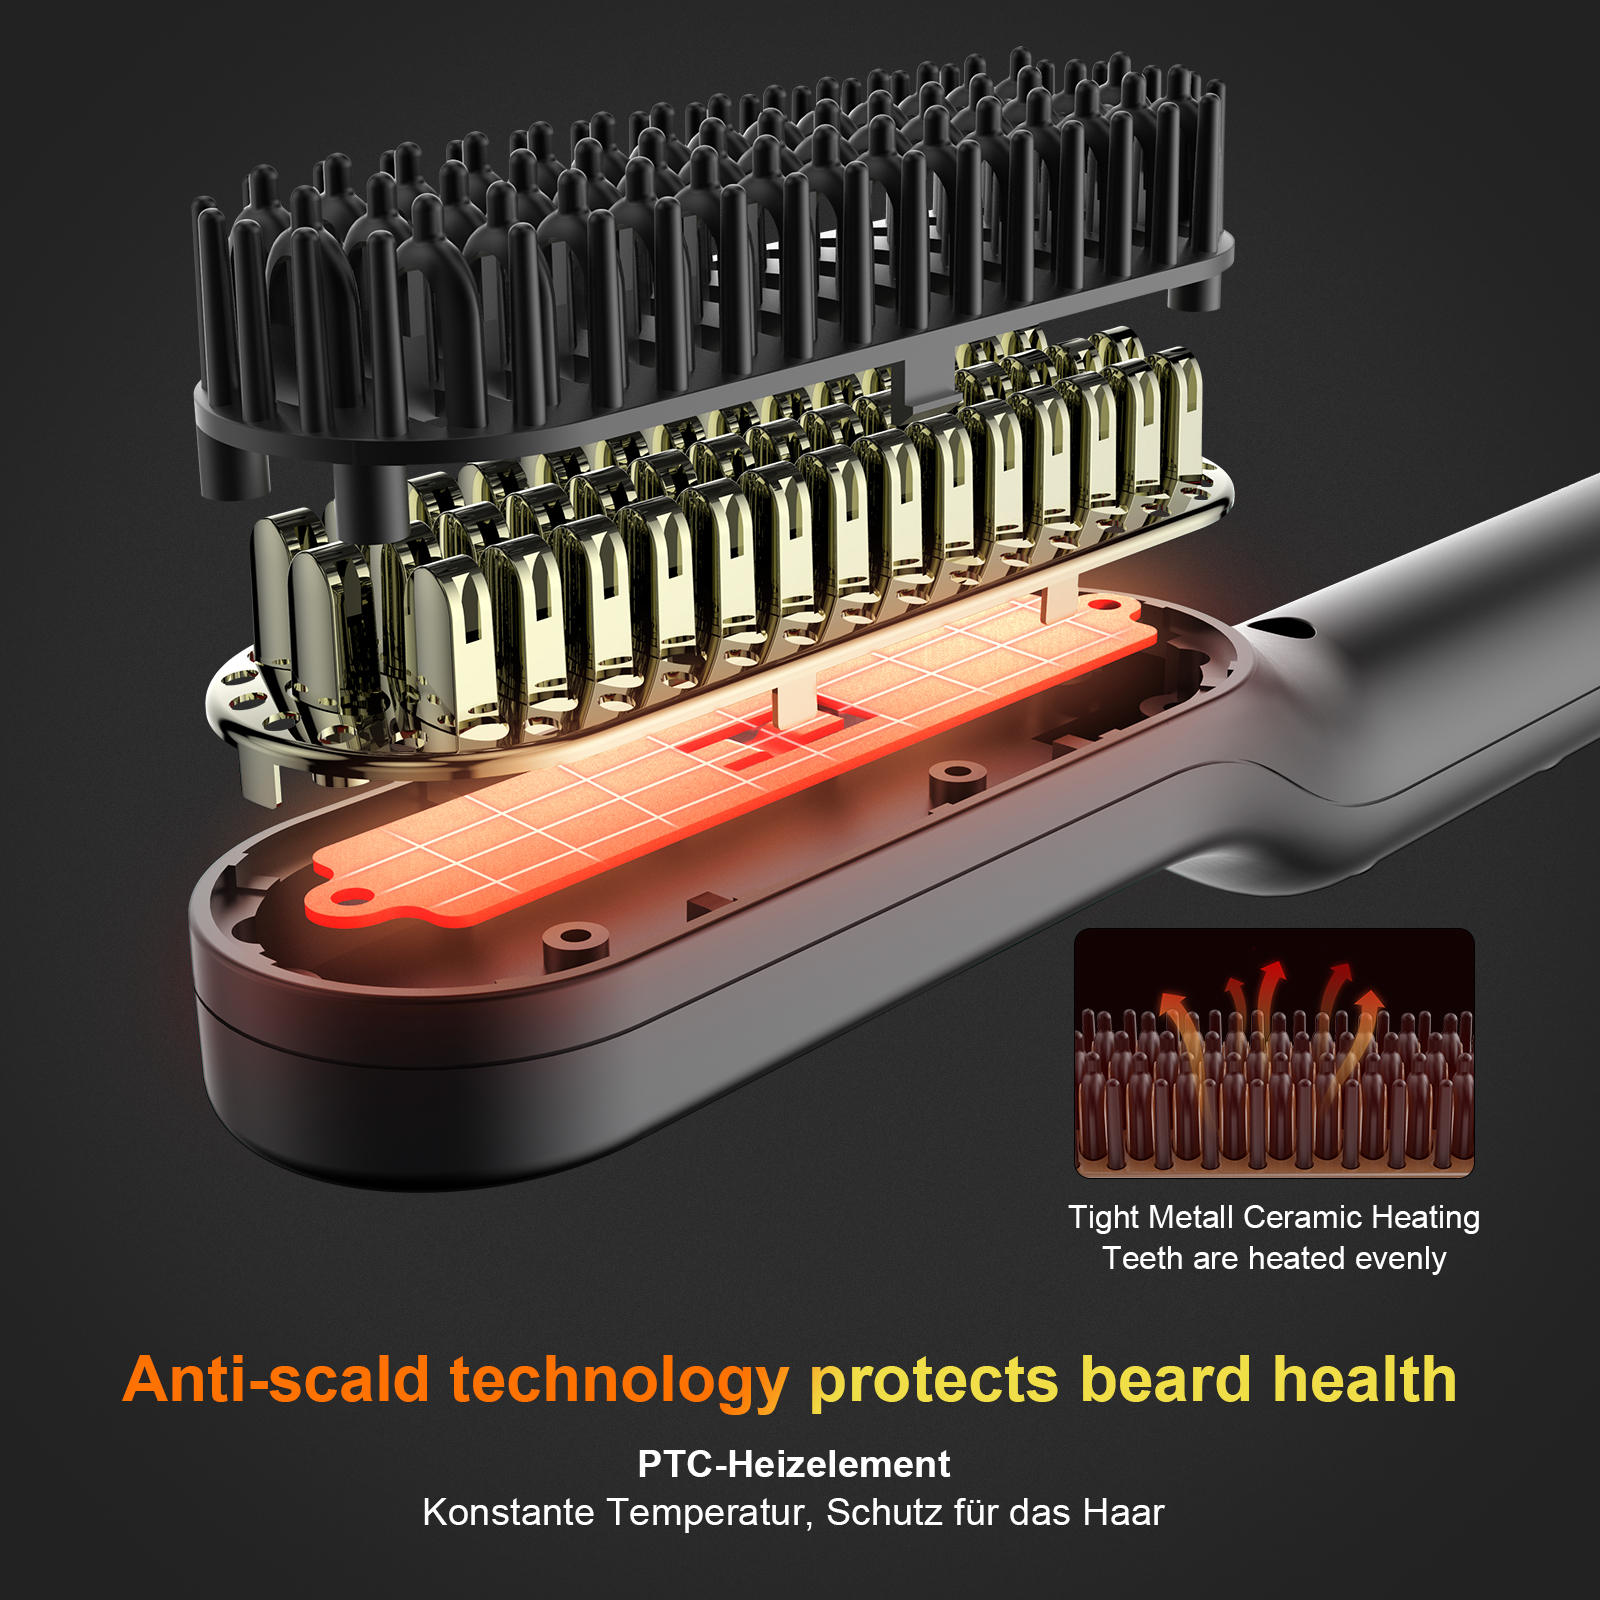 Tight Metall Ceramic Heating
Teeth are heated evenly
Anti-scald technology protects beard health
PTC-Heizelement
Konstante Temperatur, Schutz für das Haar